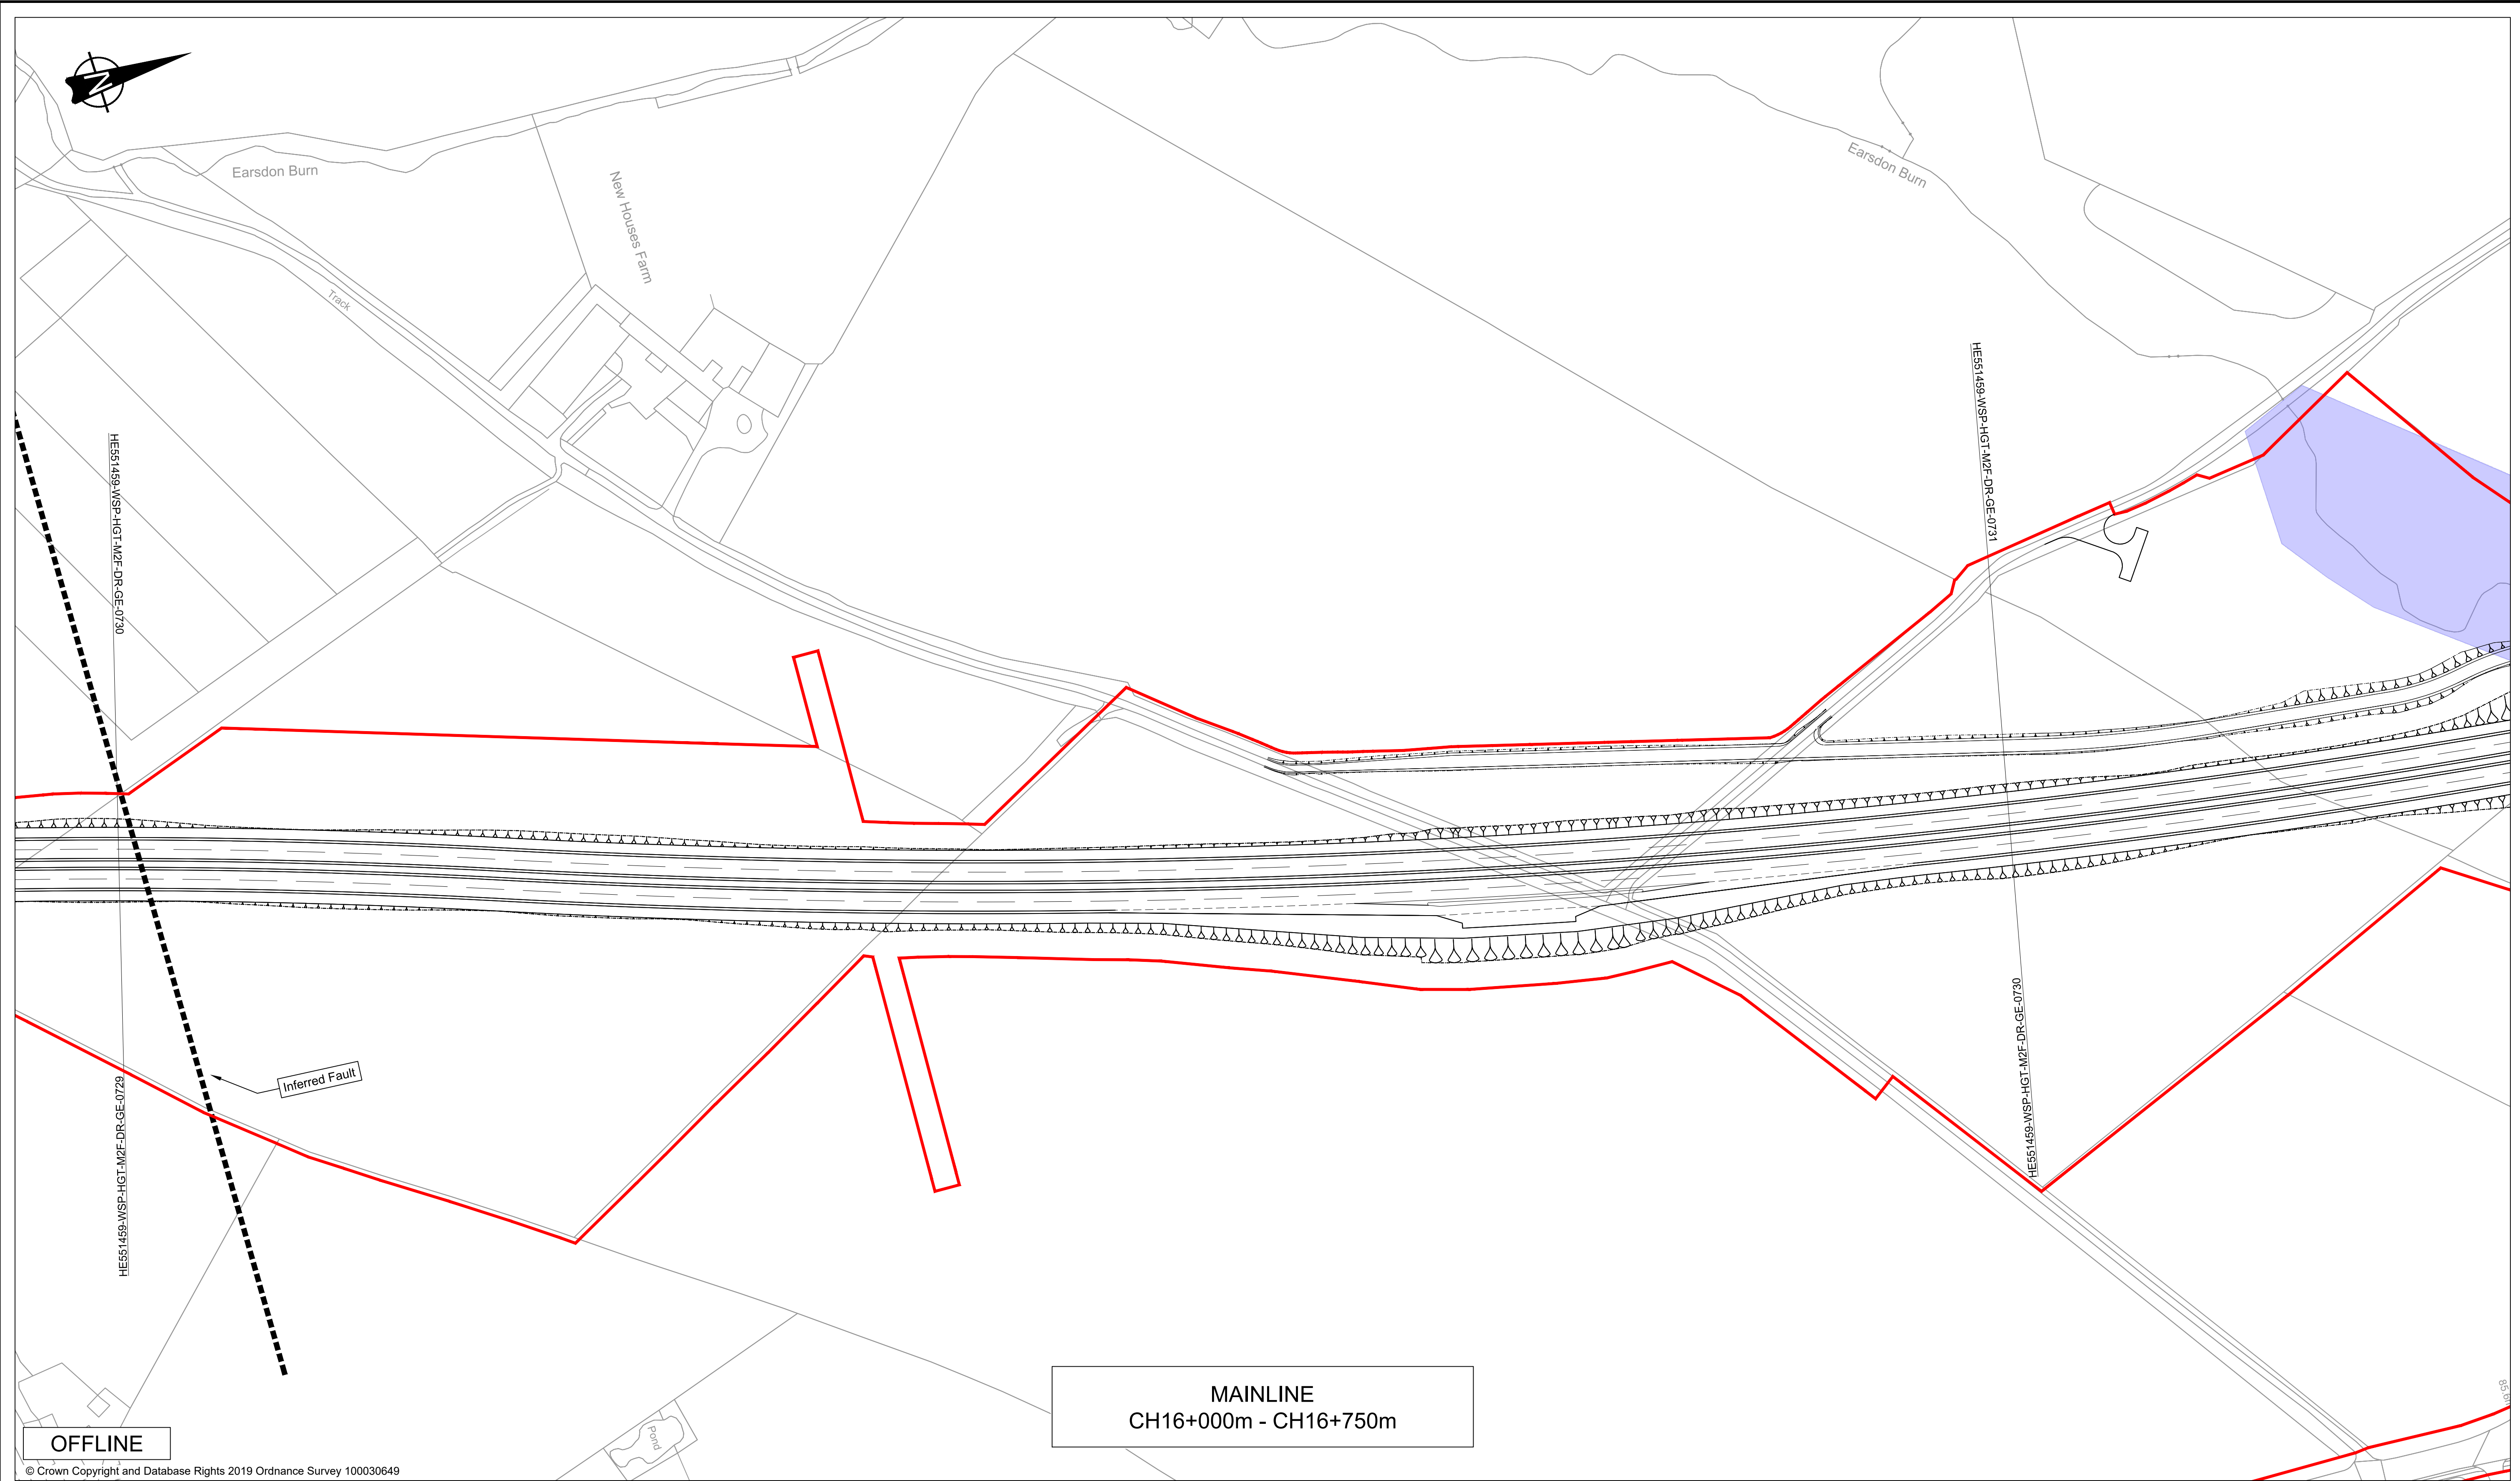 N
Earsdon Burn
Earsdon Burn
New Houses Farm
Track
HE551459-WSP-HGT-M2F-DR-GE-0730
HE551459-WSP-HGT-M2F-DR-GE-0731
HE551459-WSP-HGT-M2F-DR-GE-0729
HE551459-WSP-HGT-M2F-DR-GE-0730
Inferred Fault
MAINLINE
CH16+000m - CH16+750m
Pond
OFFLINE
© Crown Copyright and Database Rights 2019 Ordnance Survey 100030649